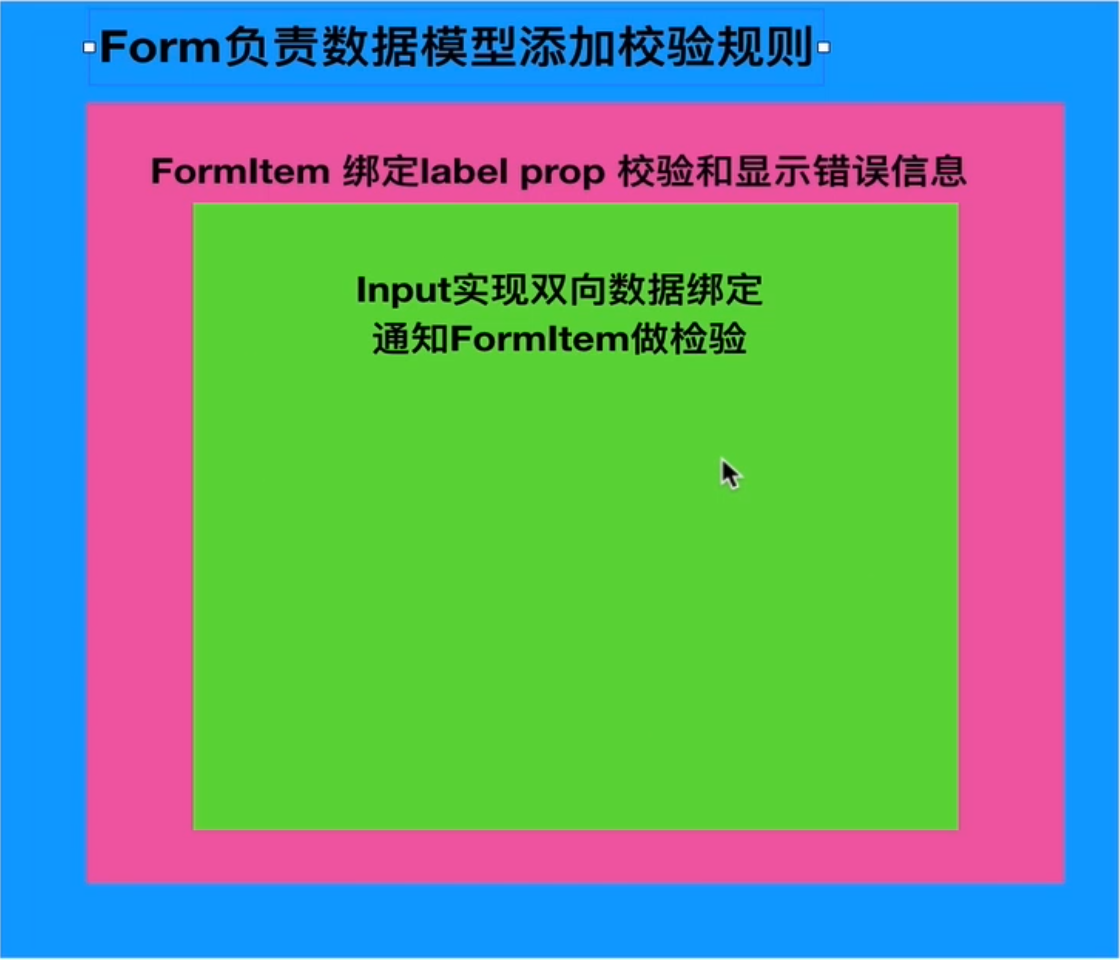 Form负责数据模型添加校验规则
FormItem 绑定label prop 校验和显示错误信息
Input实现双向数据绑定
通知FormItem做检验